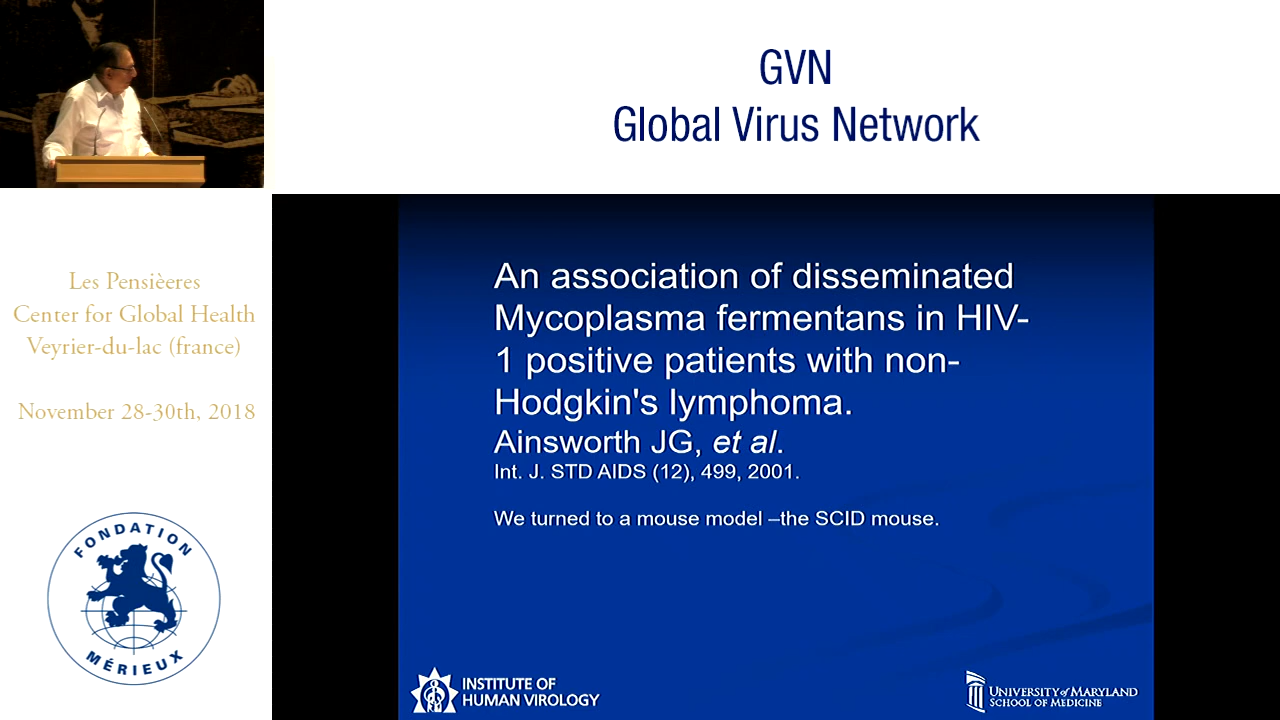 GVN
Global Virus Network
Les Pensièeres
Center for Global Health
Veyrier-du-lac (france)
November 28-30th, 2018
FONDATION
MÉRIEUX
An association of disseminated
Mycoplasma fermentans in HIV-
1 positive patients with non-
Hodgkin's lymphoma.
Ainsworth JG, et al.
Int. J. STD AIDS (12), 499, 2001.
We turned to a mouse model –the SCID mouse.
INSTITUTE OF
HUMAN VIROLOGY
UNIVERSITY of MARYLAND
SCHOOL OF MEDICINE